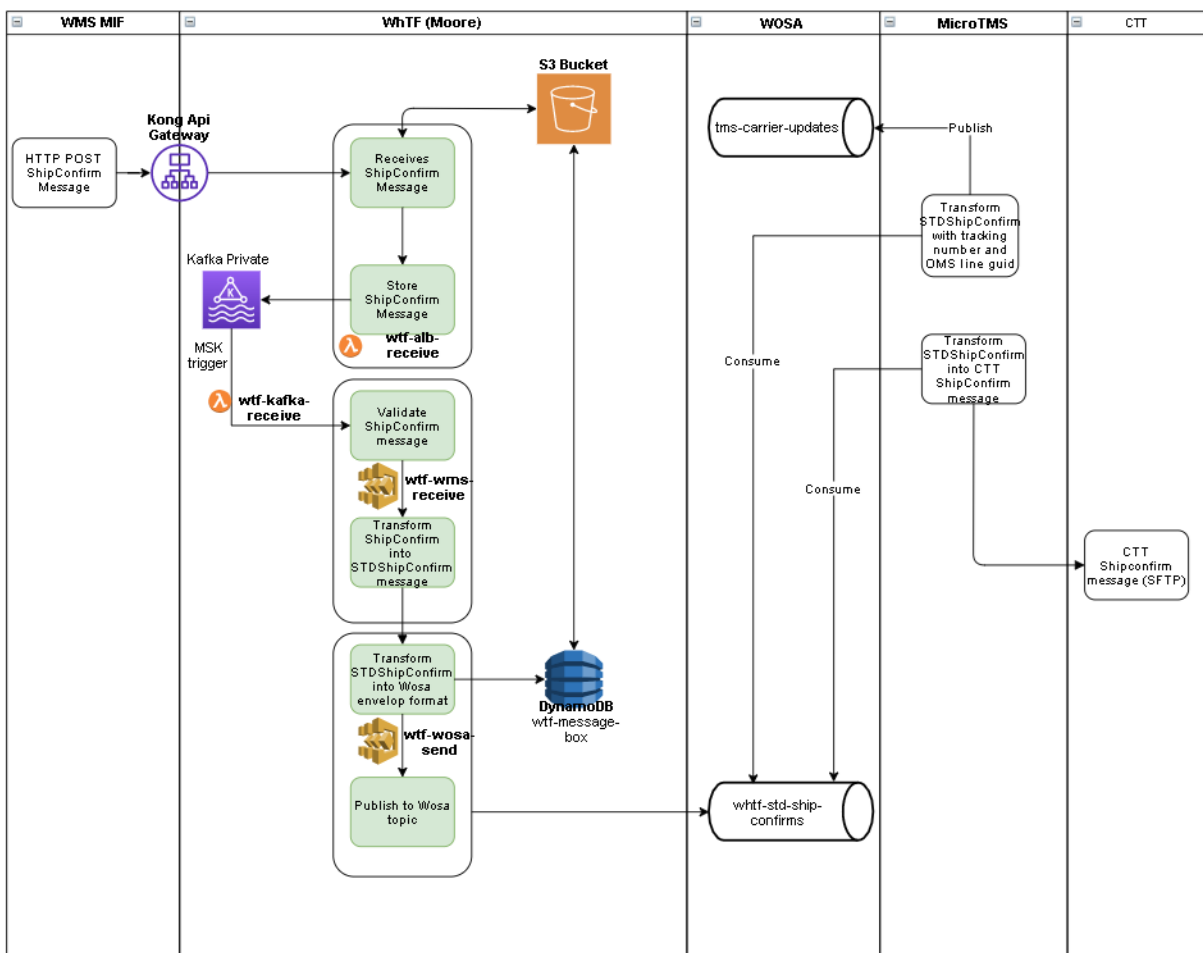 WMS MIF
WhTF (Moore)
WOSA
MicroTMS
CTT
S3 Bucket
Kong Api
Gateway
HTTP POST
ShipConfirm
Message
Receives
ShipConfirm
Message
Kafka Private
K
Store
ShipConfirm
Message
wtf-alb-
receive
MSK
trigger
wtf-kafka-
receive
Validate
ShipConfirm
message
wtf-wms-
receive
Transform
ShipConfirm
into
STDShipConfirm
message
Transform
STDShipConfirm
into Wosa
envelop format
DynamoDB
wtf-message-
box
wtf-wosa-
send
Publish to Wosa
topic
tms-carrier-updates
Publish
Transform
STDShipConfirm
with tracking
number and
OMS line guid
Consume
Transform
STDShipConfirm
into CTT
ShipConfirm
message
Consume
CTT
Shipconfirm
message (SFTP)
whtf-std-ship-
confirms